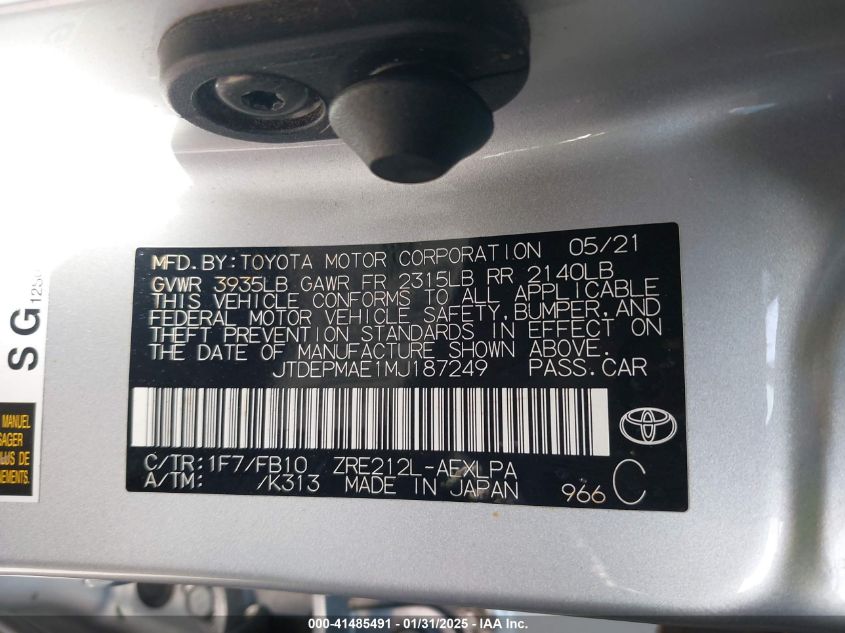 MFD.BY:TOYOTA MOTOR CORPORATION 05/21
GVWR 3935LB GAWR FR 2315LB RR 2140LB
THIS VEHICLE CONFORMS TO ALL APPLICABLE
FEDERAL MOTOR VEHICLE SAFETY,BUMPER,AND
THEFT PREVENTION STANDARDS IN EFFECT ON
THE DATE OF MANUFACTURE SHOWN ABOVE.
JTDEPMAE1MJ187249 PASS.CAR
C/TR:1F7/FB10 ZRE212L-AEXLPA
A/TM: /K313 MADE IN JAPAN 966 C
SG
MANUEL
DE
000-41485491 - 01/31/2025 - IAA Inc.